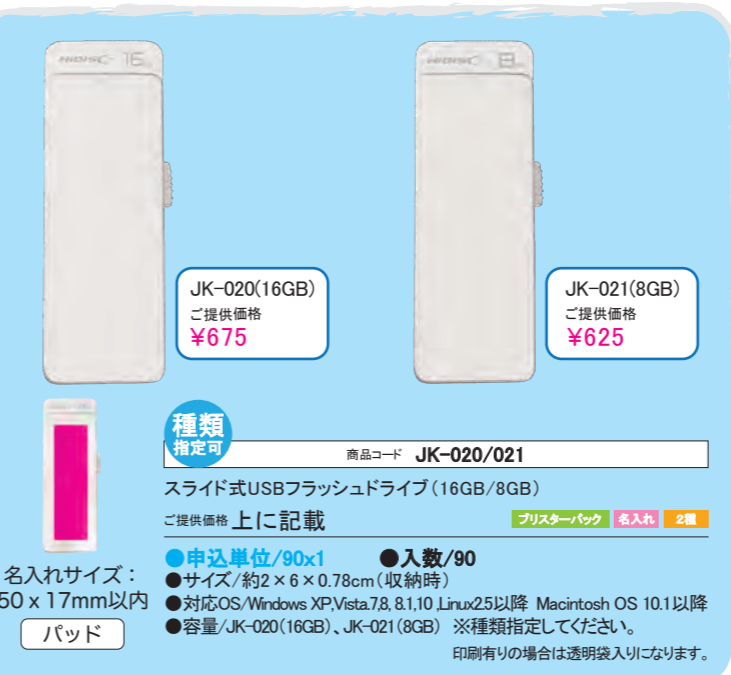 HIDISC 16
HIDISC 8
JK-020(16GB)
ご提供価格
¥675
JK-021(8GB)
ご提供価格
¥625
種類
指定可
商品コード JK-020/021
スライド式USBフラッシュドライブ（16GB/8GB）
ご提供価格 上に記載
ブリスターパック 名入れ 2種
●申込単位/90x1 ●入数/90
●サイズ/約2×6×0.78cm（収納時）
●対応OS/Windows XP,Vista.7,8, 8.1,10 ,Linux2.5以降 Macintosh OS 10.1以降
●容量/JK-020(16GB)、JK-021(8GB) ※種類指定してください。
印刷有りの場合は透明袋入りになります。
名入れサイズ：
50 x 17mm以内
パッド